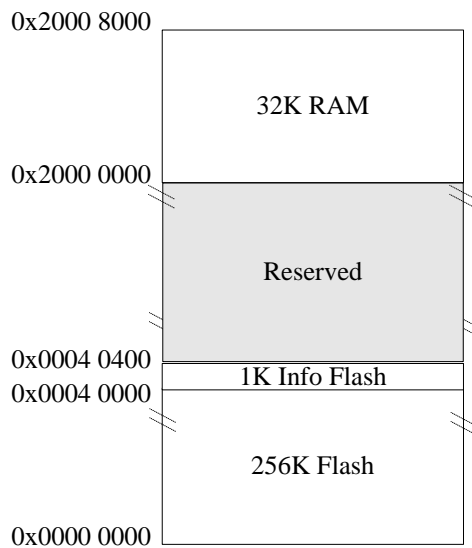 0x2000 8000
32K RAM
0x2000 0000
Reserved
0x0004 0400
1K Info Flash
0x0004 0000
256K Flash
0x0000 0000